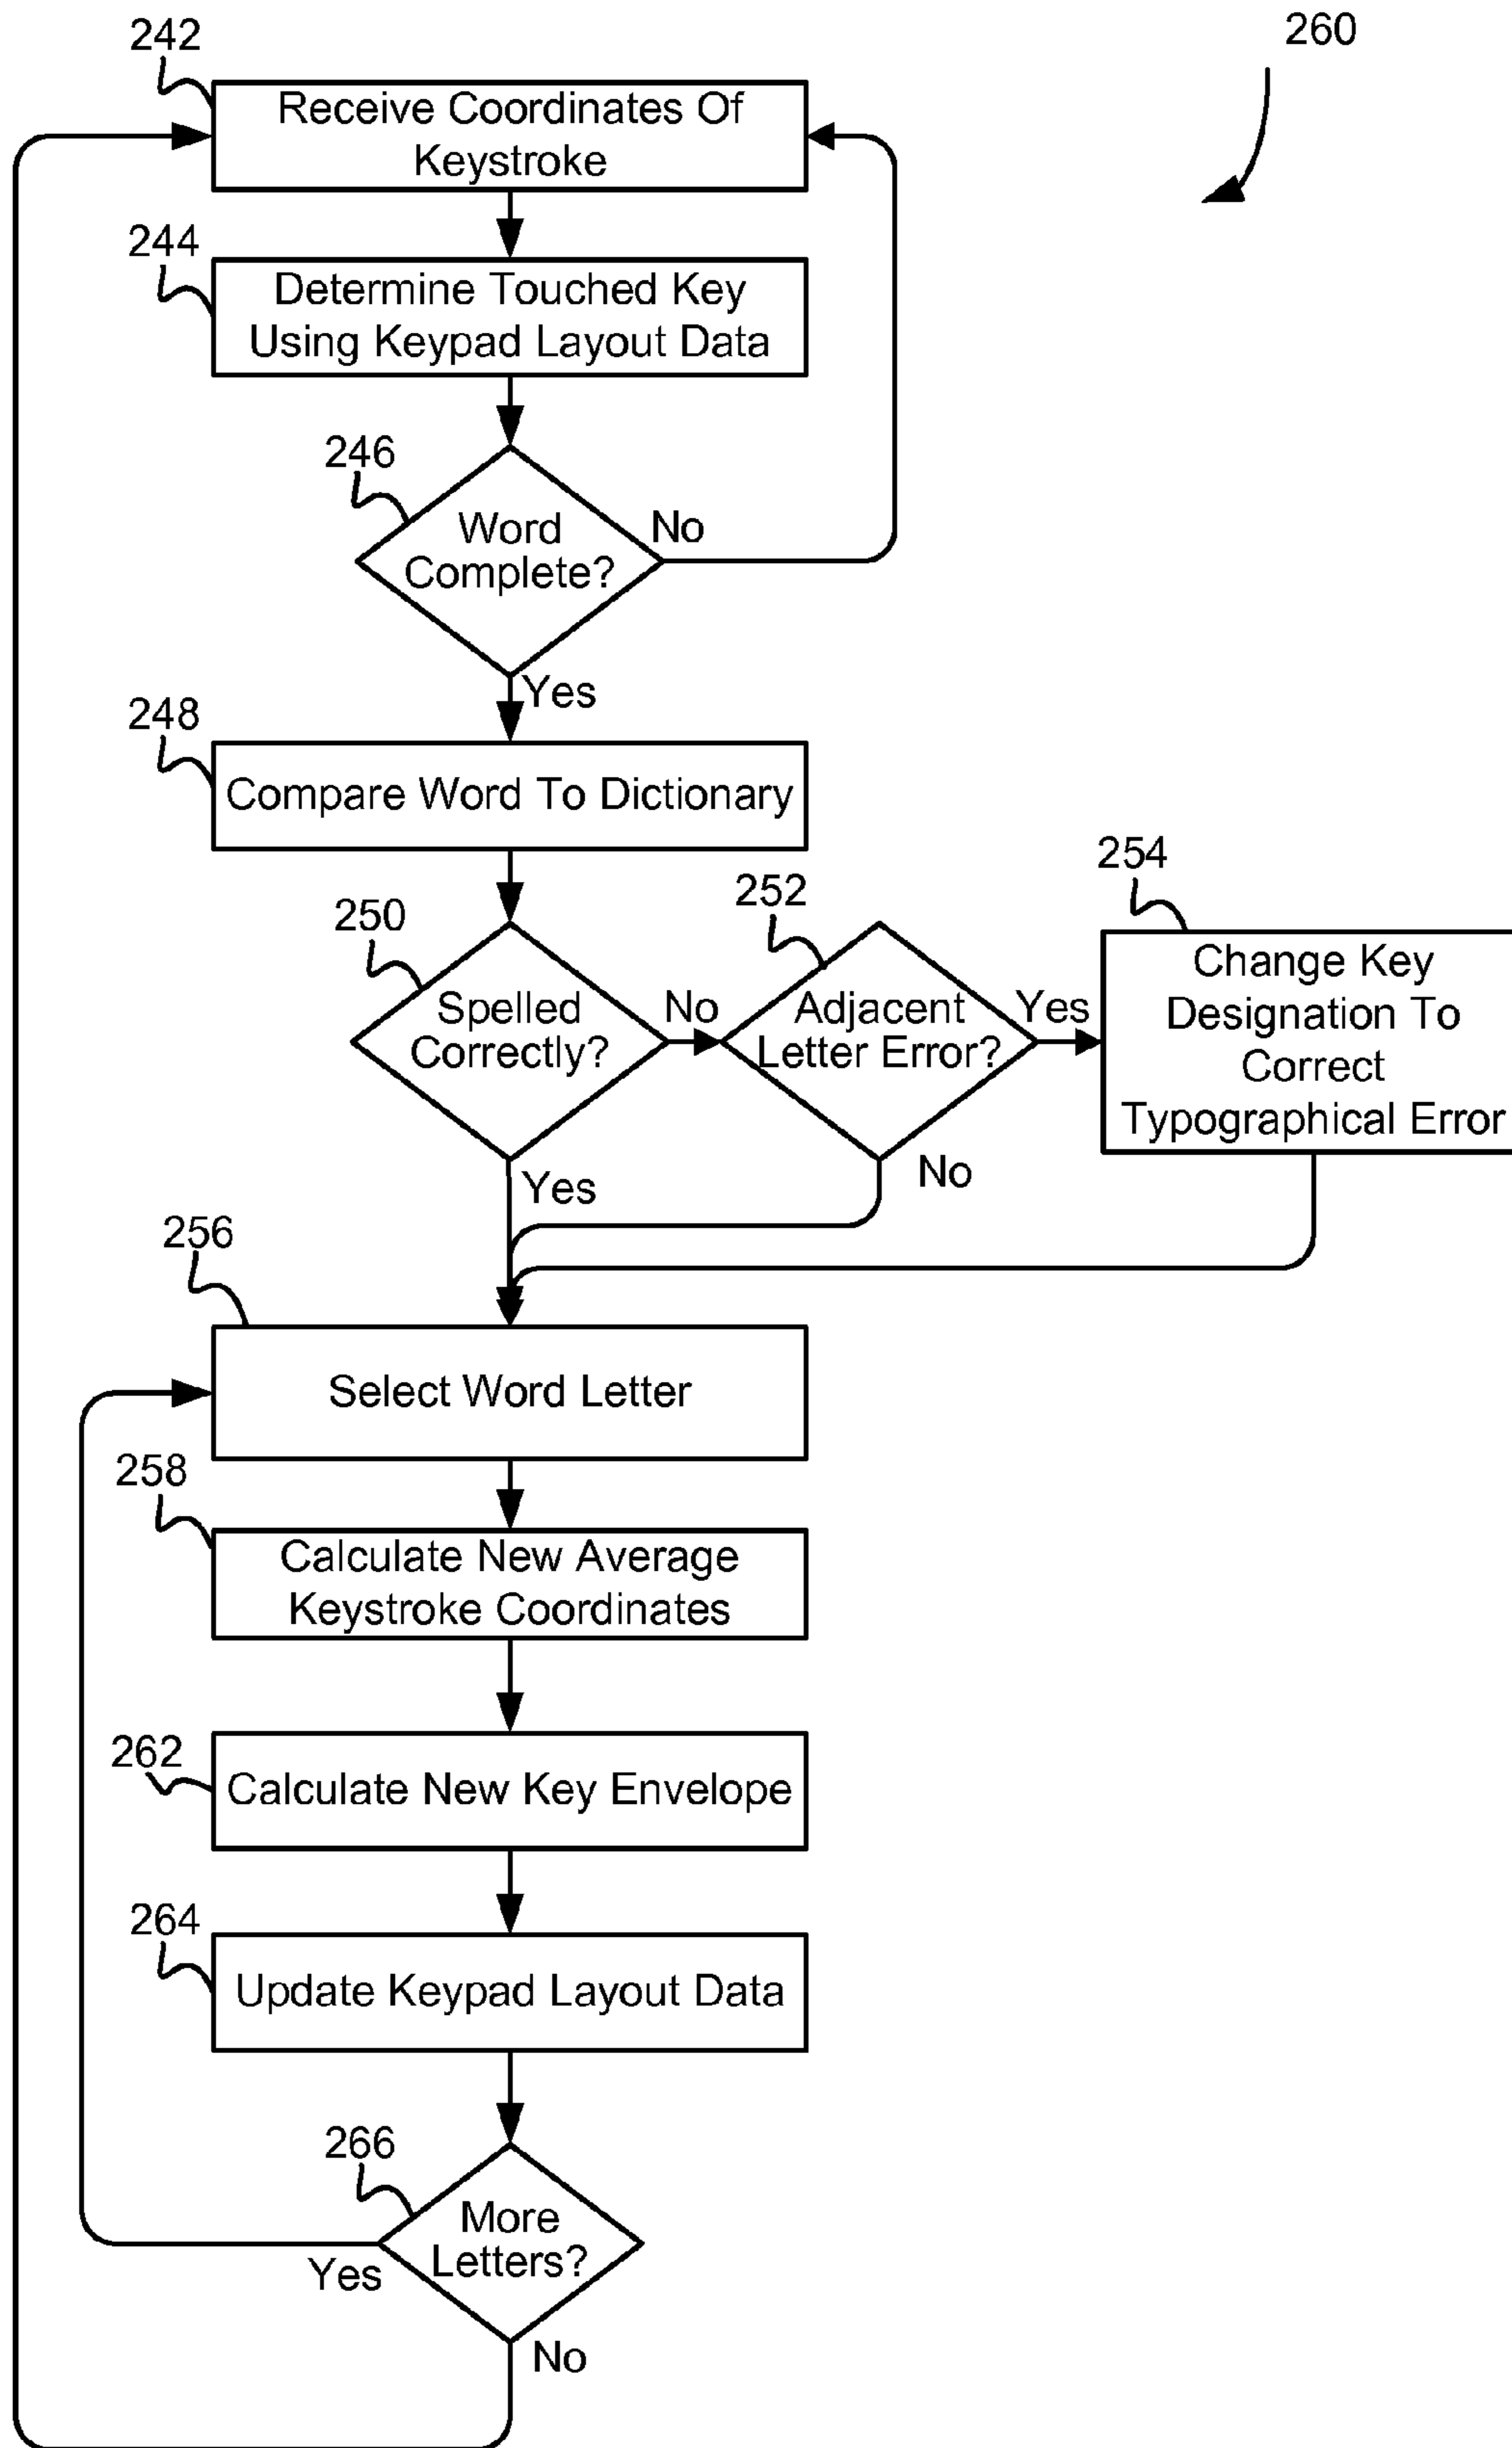 242
260
Receive Coordinates Of
Keystroke
244
Determine Touched Key
Using Keypad Layout Data
246
Word
Complete?
No
Yes
248
Compare Word To Dictionary
250
252
254
Spelled
Correctly?
No
Adjacent
Letter Error?
Yes
Change Key
Designation To
Correct
Typographical Error
Yes
No
256
Select Word Letter
258
Calculate New Average
Keystroke Coordinates
262
Calculate New Key Envelope
264
Update Keypad Layout Data
266
More
Letters?
Yes
No